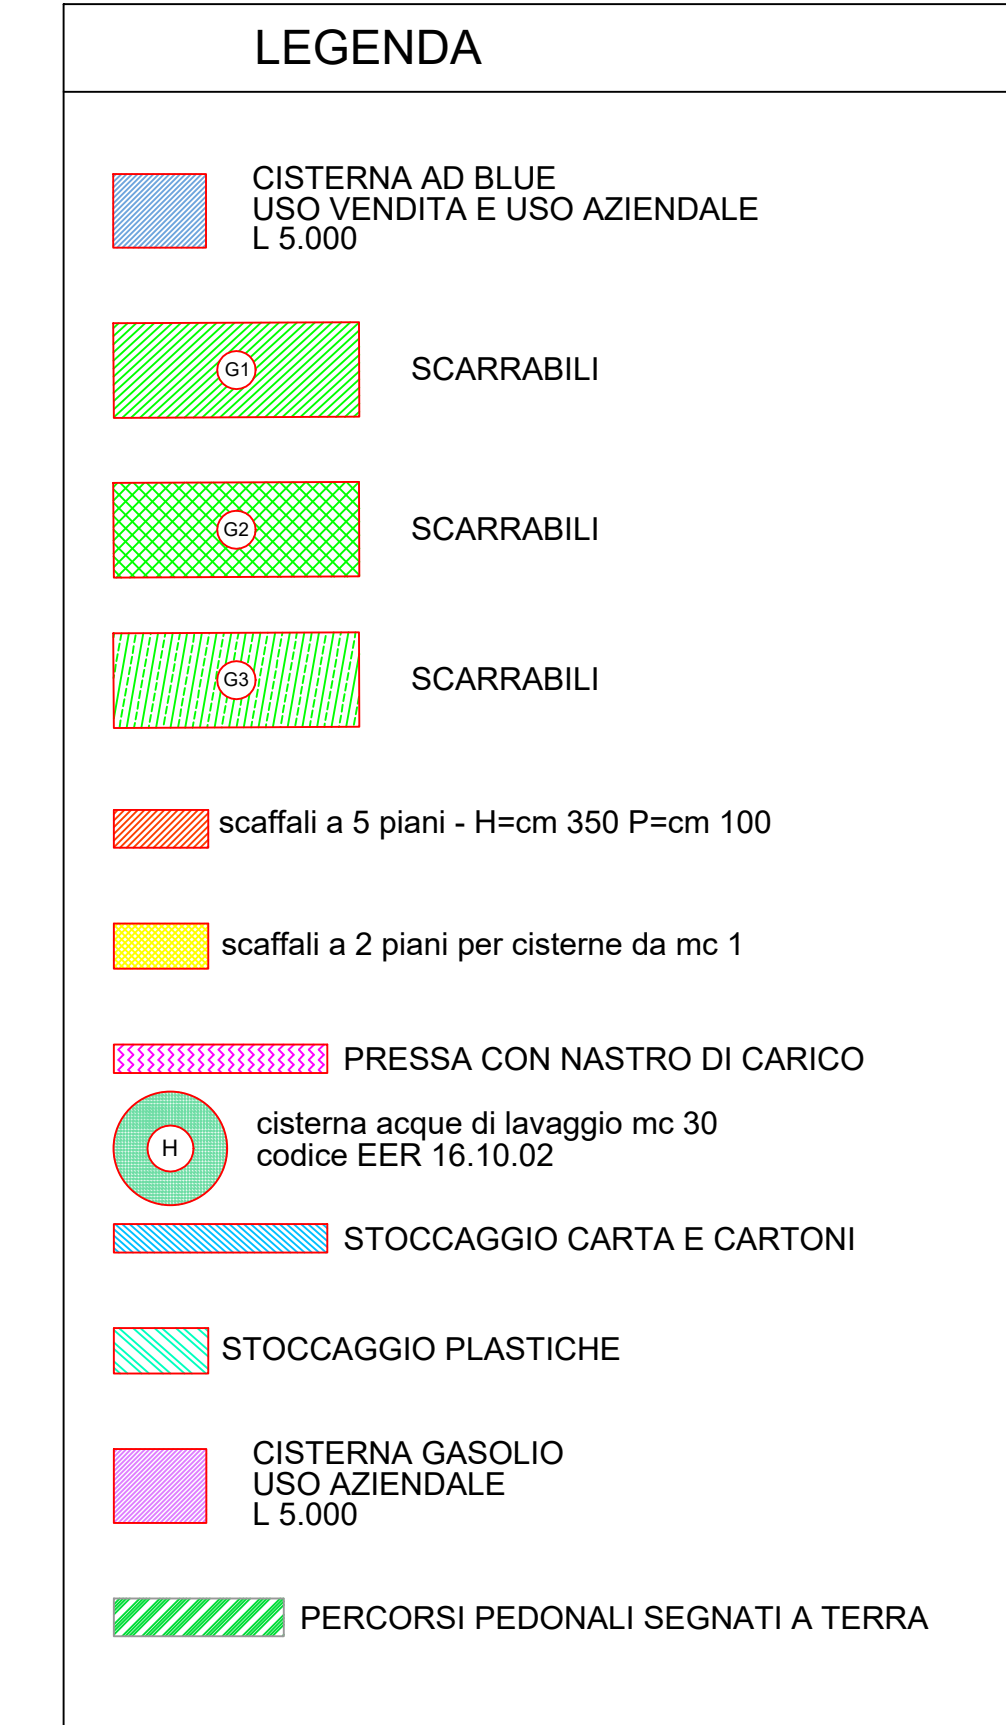 LEGENDA
CISTERNA AD BLUE
USO VENDITA E USO AZIENDALE
L 5.000
G1
SCARRABILI
G2
SCARRABILI
G3
SCARRABILI
scaffali a 5 piani - H=cm 350 P=cm 100
scaffali a 2 piani per cisterne da mc 1
PRESSA CON NASTRO DI CARICO
H
cisterna acque di lavaggio mc 30
codice EER 16.10.02
STOCCAGGIO CARTA E CARTONI
STOCCAGGIO PLASTICHE
CISTERNA GASOLIO
USO AZIENDALE
L 5.000
PERCORSI PEDONALI SEGNATI A TERRA